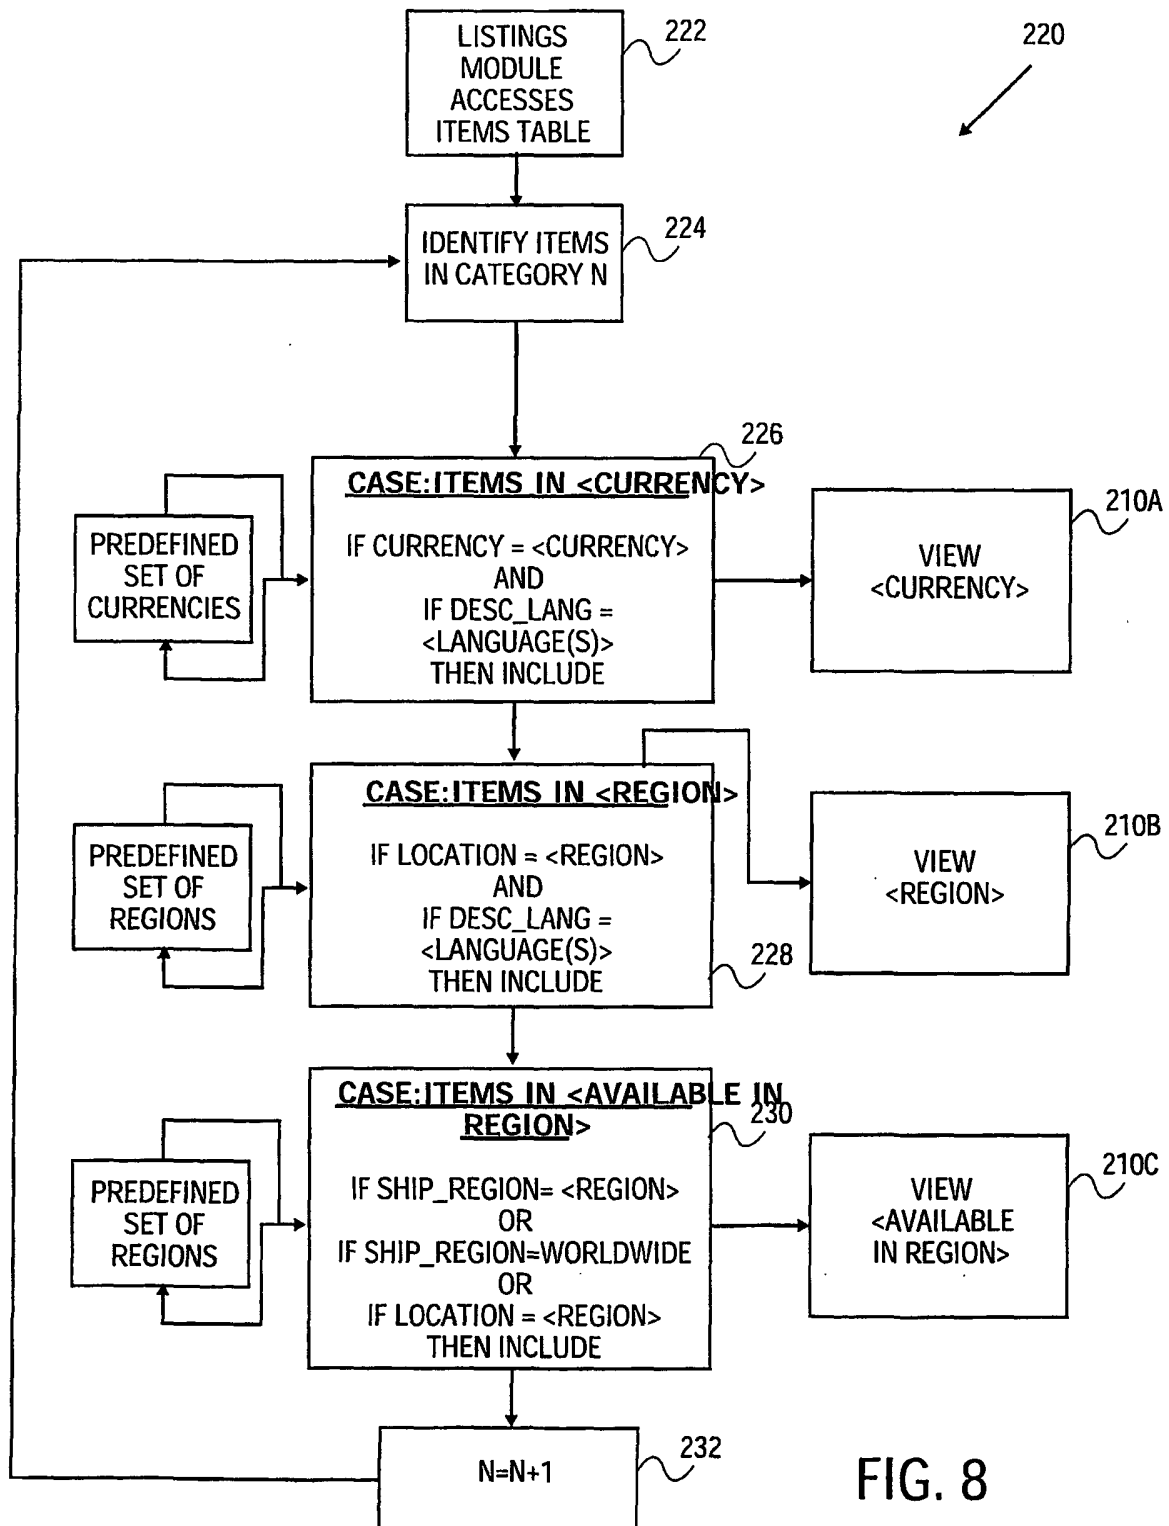 LISTINGS
MODULE
ACCESSES
ITEMS TABLE
222
220
IDENTIFY ITEMS
IN CATEGORY N
224
226
CASE:ITEMS IN <CURRENCY>
IF CURRENCY = <CURRENCY>
AND
IF DESC_LANG =
<LANGUAGE(S)>
THEN INCLUDE
PREDEFINED
SET OF
CURRENCIES
VIEW
<CURRENCY>
210A
CASE:ITEMS IN <REGION>
IF LOCATION = <REGION>
AND
IF DESC_LANG =
<LANGUAGE(S)>
THEN INCLUDE
228
PREDEFINED
SET OF
REGIONS
VIEW
<REGION>
210B
CASE:ITEMS IN <AVAILABLE IN
REGION>
230
IF SHIP_REGION= <REGION>
OR
IF SHIP_REGION=WORLDWIDE
OR
IF LOCATION = <REGION>
THEN INCLUDE
PREDEFINED
SET OF
REGIONS
VIEW
<AVAILABLE
IN REGION>
210C
N=N+1
232
FIG. 8